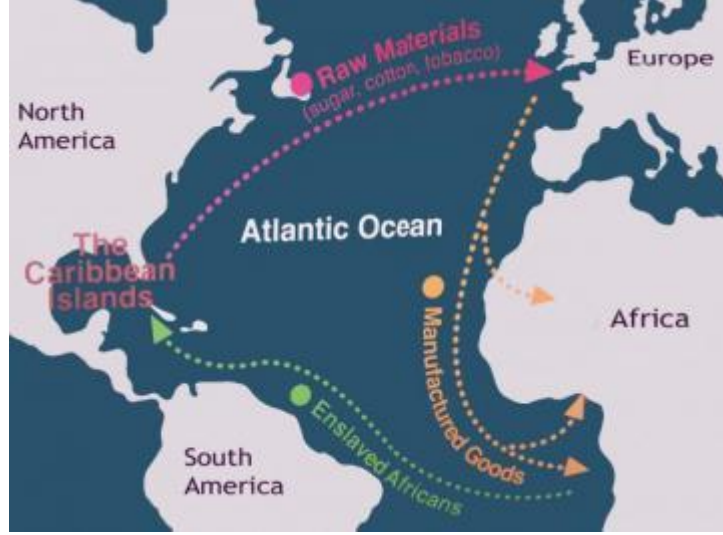 Raw Materials
(sugar, cotton, tobacco)
Europe
North
America
Atlantic Ocean
The
Caribbean
Islands
Manufactured Goods
Africa
Enslaved Africans
South
America